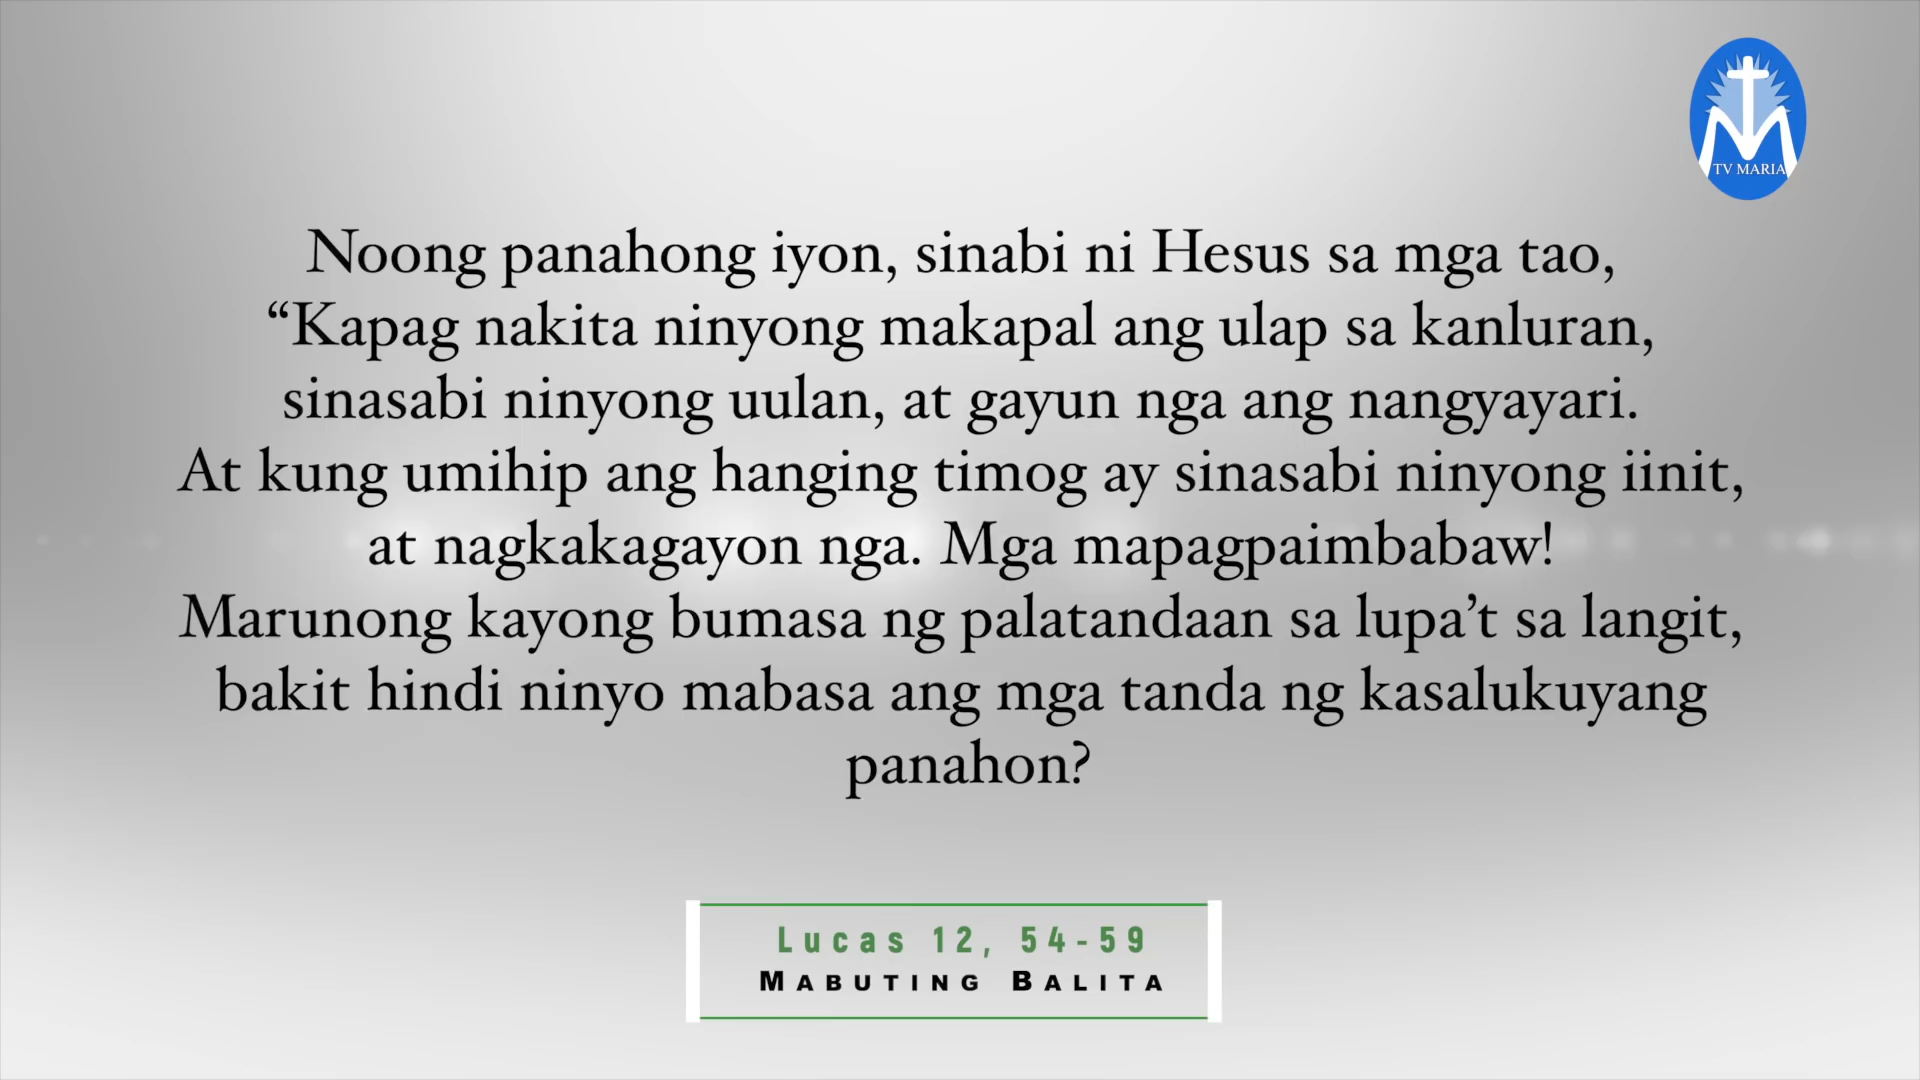 TV MARIA
Noong panahong iyon, sinabi ni Hesus sa mga tao,
“Kapag nakita ninyong makapal ang ulap sa kanluran,
sinasabi ninyong uulan, at gayun nga ang nangyayari.
At kung umihip ang hanging timog ay sinasabi ninyong iinit,
at nagkakagayon nga. Mga mapagpaimbabaw!
Marunong kayong bumasa ng palatandaan sa lupa’t sa langit,
bakit hindi ninyo mabasa ang mga tanda ng kasalukuyang
panahon?
Lucas 12, 54-59
MABUTING BALITA